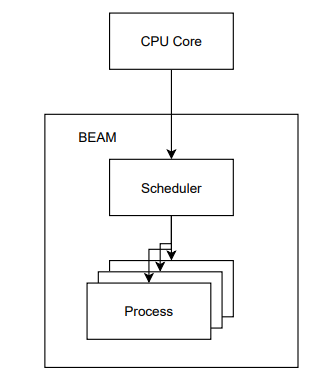 CPU Core
BEAM
Scheduler
Process